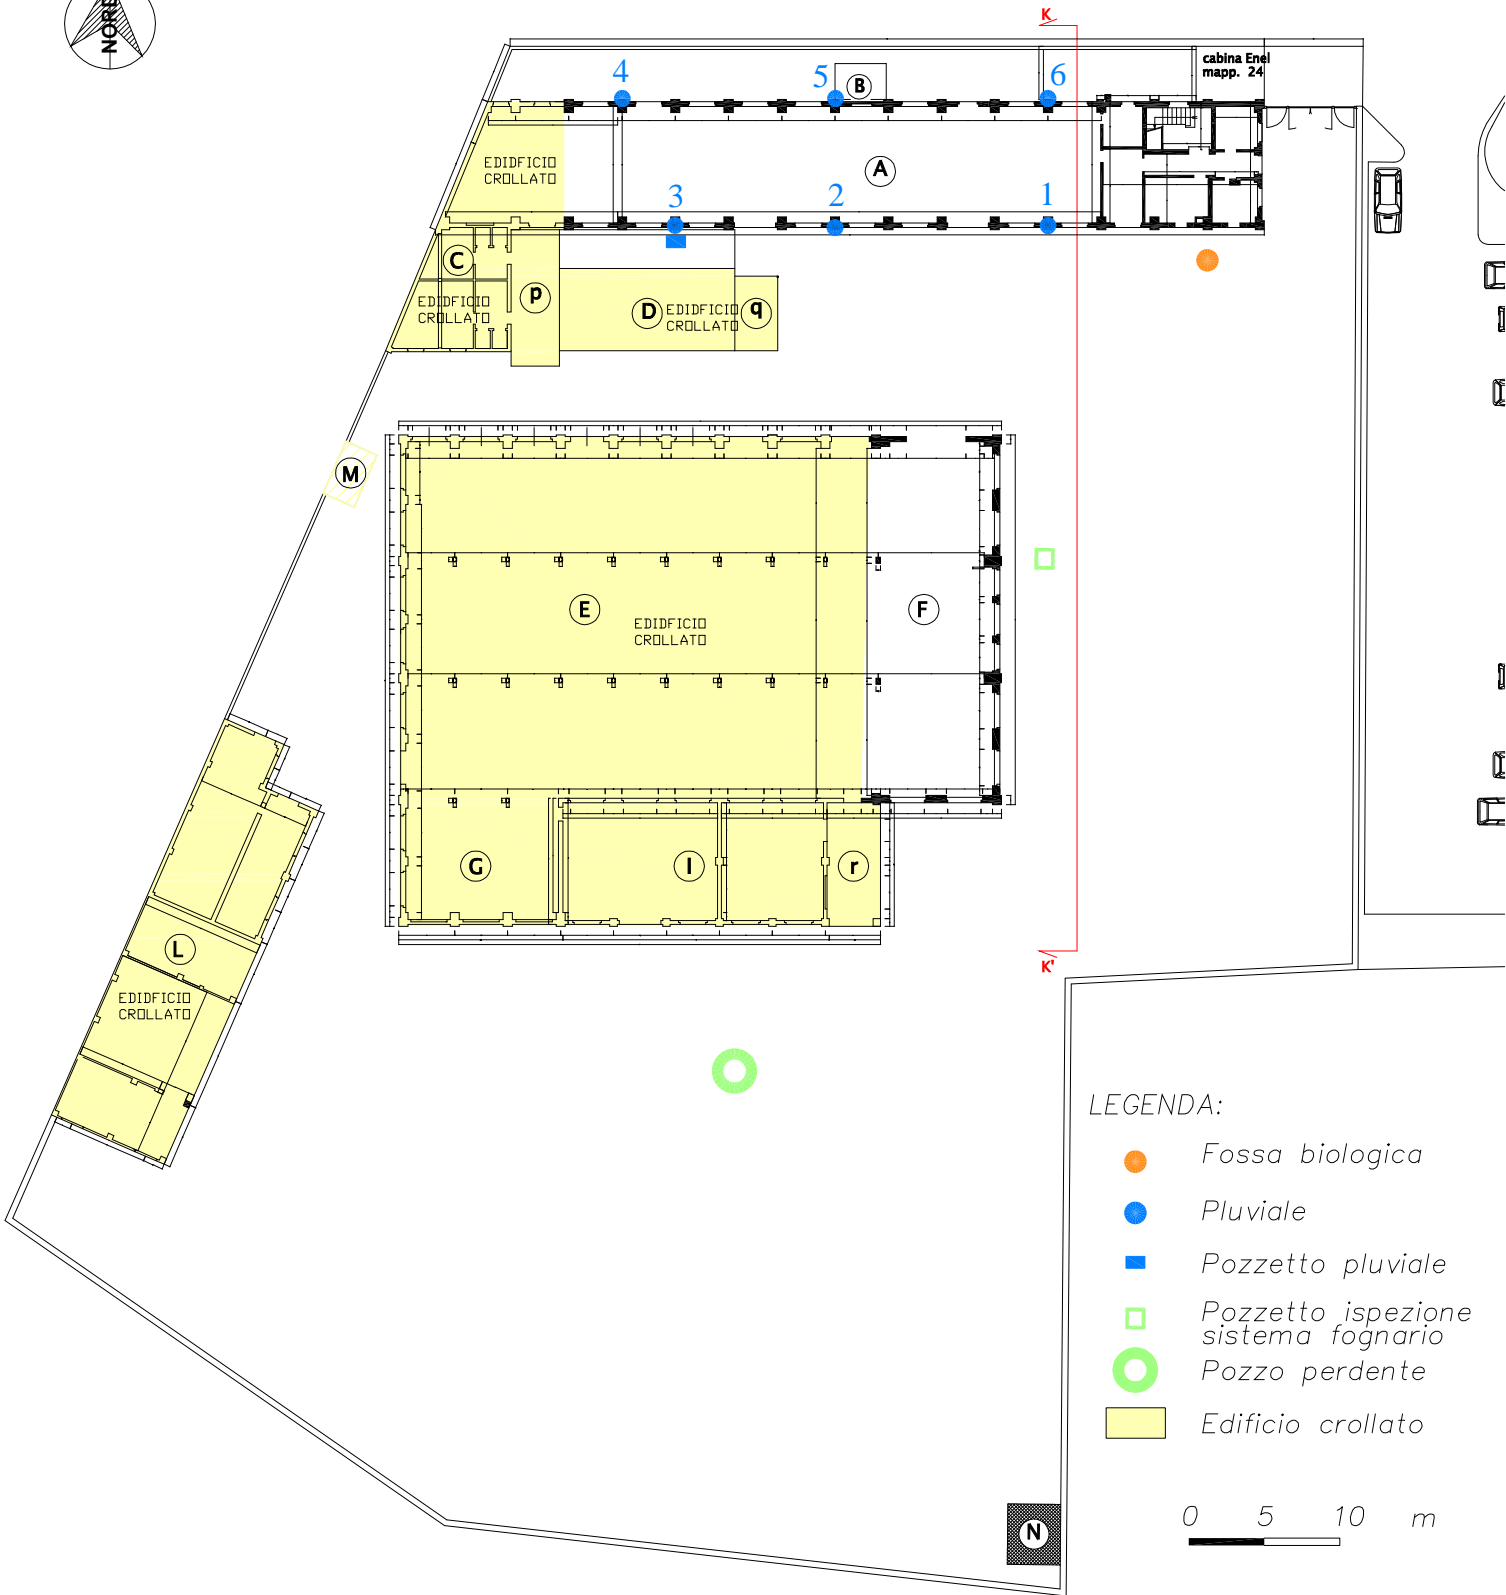 NORD
K
cabina Enel
mapp. 24
4
5
B
6
EDIDFICIO
CROLLATO
A
3
2
1
C
EDIDFICIO
CROLLATO
p
D
EDIDFICIO
CROLLATO
q
M
E
F
EDIDFICIO
CROLLATO
G
I
r
L
K'
EDIDFICIO
CROLLATO
LEGENDA:
Fossa biologica
Pluviale
Pozzetto pluviale
Pozzetto ispezione
sistema fognario
Pozzo perdente
Edificio crollato
0 5 10 m
N